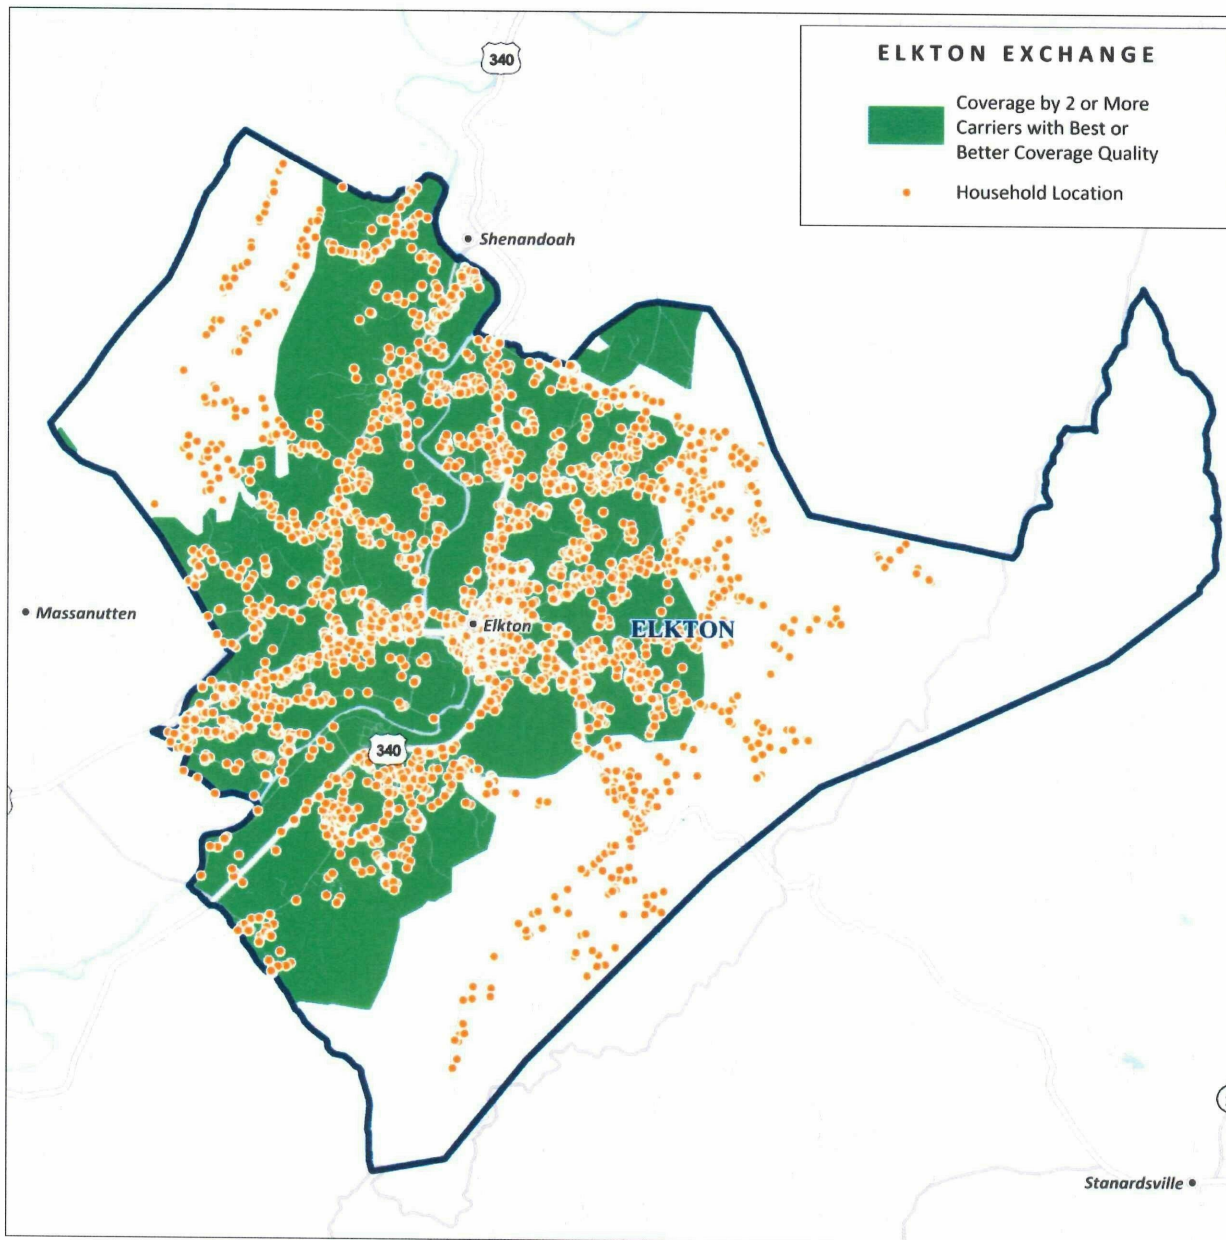 ELKTON EXCHANGE
Coverage by 2 or More
Carriers with Best or
Better Coverage Quality
Household Location
340
Shenandoah
Massanutten
Elkton
ELKTON
340
Stanardsville